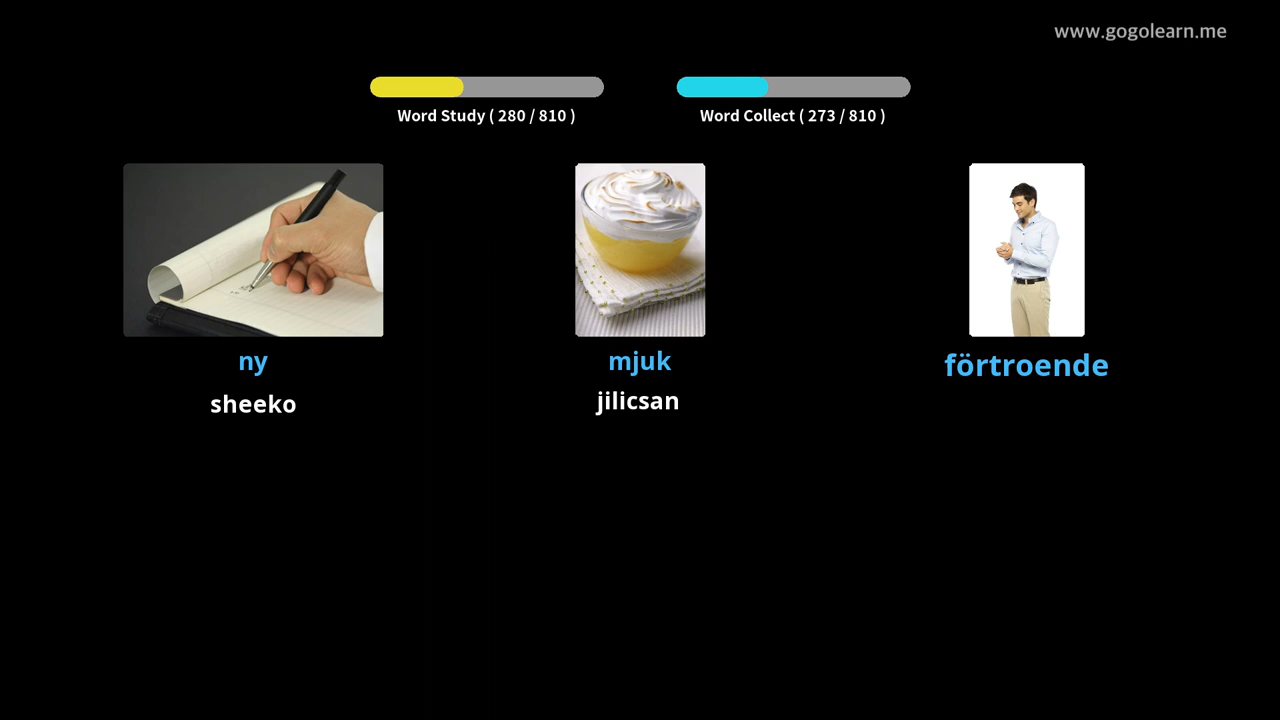 www.gogolearn.me
Word Study ( 280 / 810 )
Word Collect ( 273 / 810 )
ny
sheeko
mjuk
jilicsan
förtroende